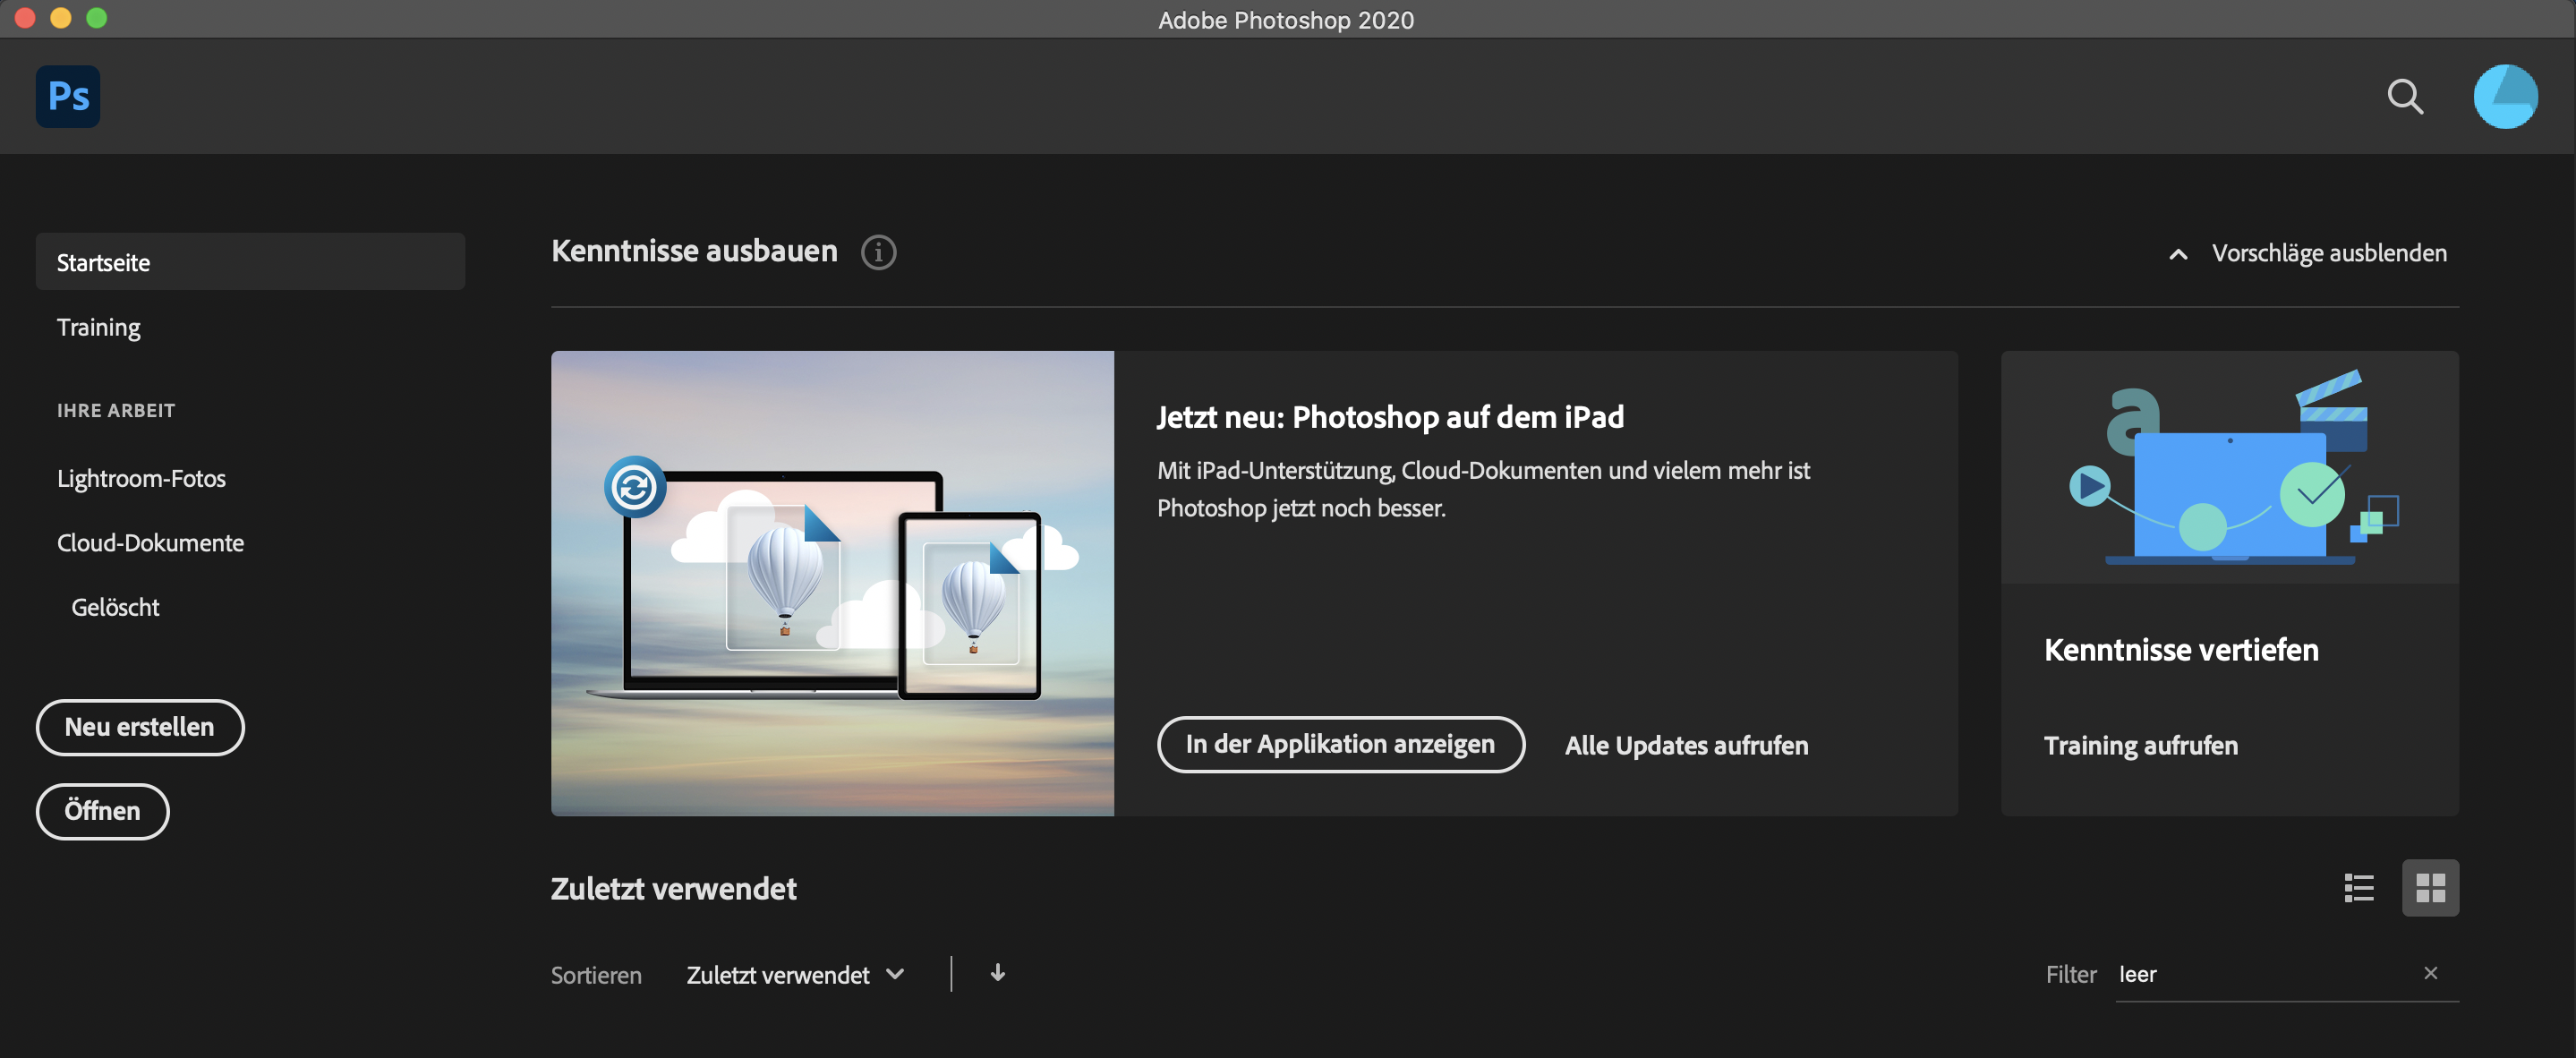 Adobe Photoshop 2020
Ps
Startseite
Training
IHRE ARBEIT
Lightroom-Fotos
Cloud-Dokumente
Gelöscht
Neu erstellen
Öffnen
Kenntnisse ausbauen
Vorschläge ausblenden
Jetzt neu: Photoshop auf dem iPad
Mit iPad-Unterstützung, Cloud-Dokumenten und vielem mehr ist
Photoshop jetzt noch besser.
In der Applikation anzeigen
Alle Updates aufrufen
a
Kenntnisse vertiefen
Training aufrufen
Zuletzt verwendet
Sortieren Zuletzt verwendet
Filter leer